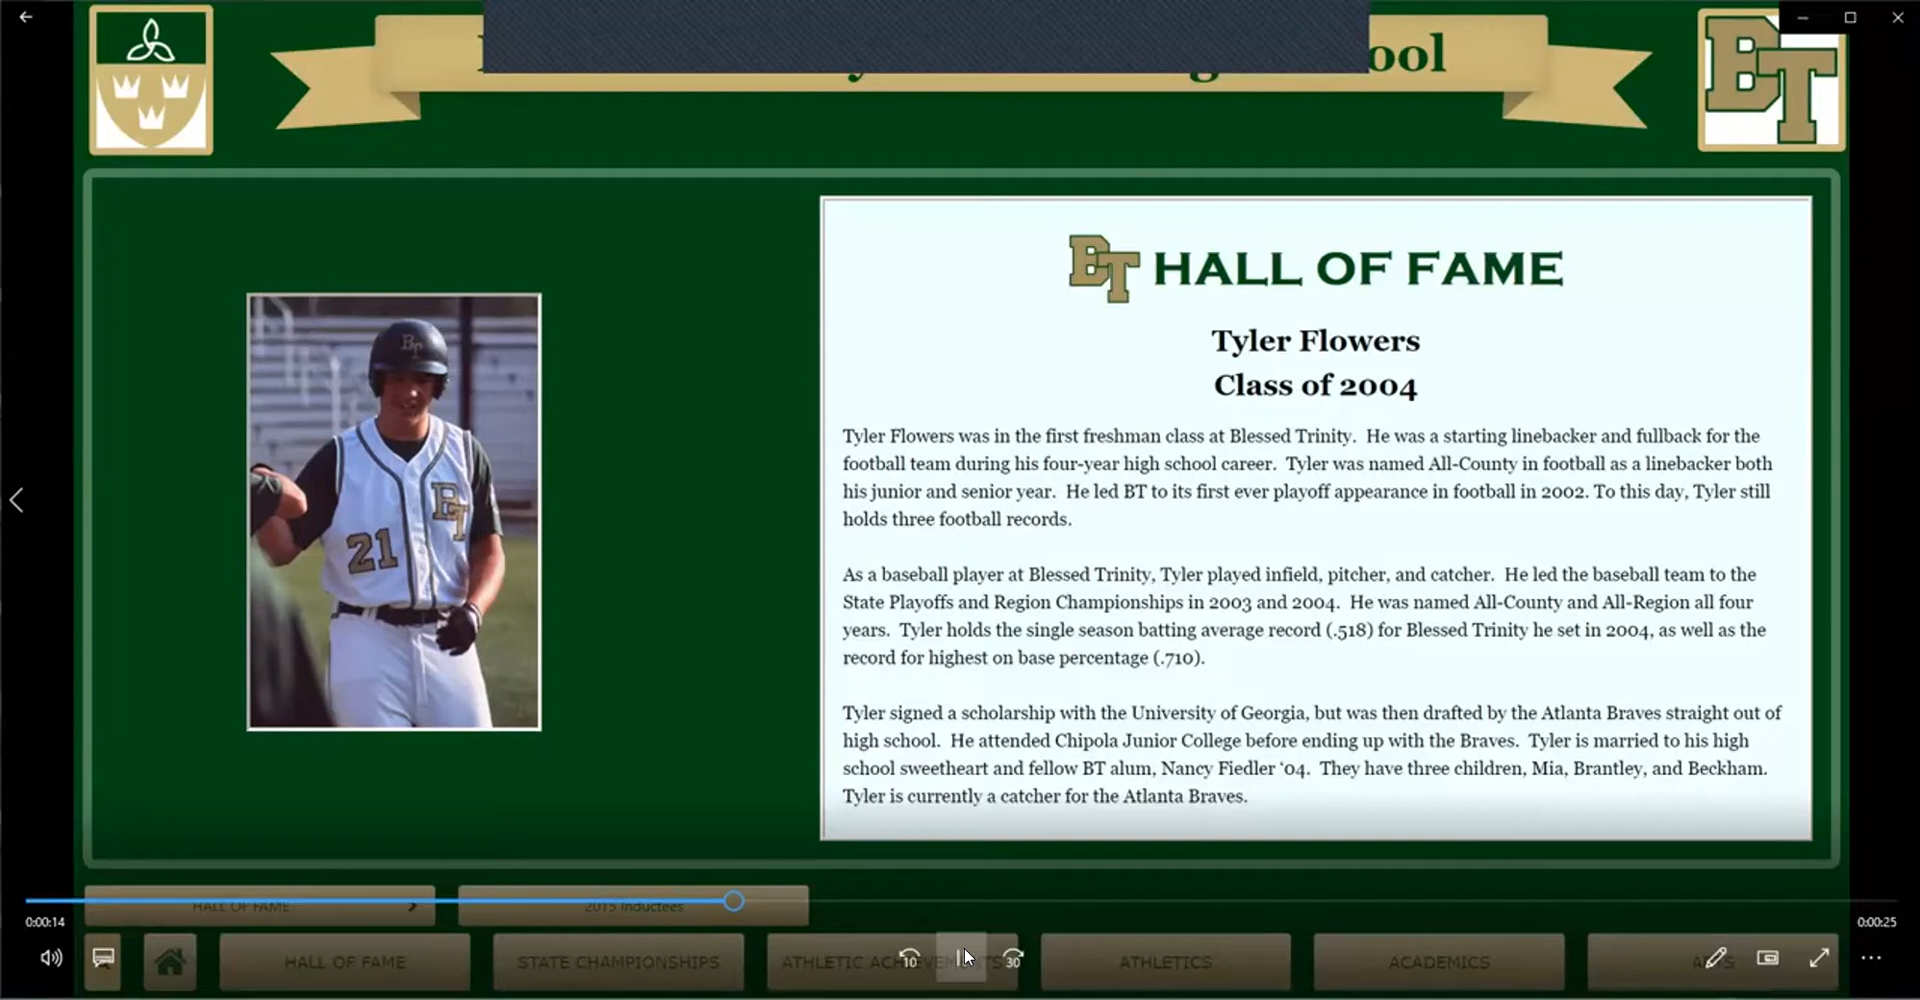 ool
BT
BT HALL OF FAME
Tyler Flowers
Class of 2004
Tyler Flowers was in the first freshman class at Blessed Trinity. He was a starting linebacker and fullback for the
football team during his four-year high school career. Tyler was named All-County in football as a linebacker both
his junior and senior year. He led BT to its first ever playoff appearance in football in 2002. To this day, Tyler still
holds three football records.
As a baseball player at Blessed Trinity, Tyler played infield, pitcher, and catcher. He led the baseball team to the
State Playoffs and Region Championships in 2003 and 2004. He was named All-County and All-Region all four
years. Tyler holds the single season batting average record (.518) for Blessed Trinity he set in 2004, as well as the
record for highest on base percentage (.710).
Tyler signed a scholarship with the University of Georgia, but was then drafted by the Atlanta Braves straight out of
high school. He attended Chipola Junior College before ending up with the Braves. Tyler is married to his high
school sweetheart and fellow BT alum, Nancy Fiedler ‘04. They have three children, Mia, Brantley, and Beckham.
Tyler is currently a catcher for the Atlanta Braves.
BT
BT
21
HALL OF FAME
2015 Inductees
0:00:14
0:00:25
HALL OF FAME
STATE CHAMPIONSHIPS
ATHLETIC
10
30
ATHLETICS
ACADEMICS